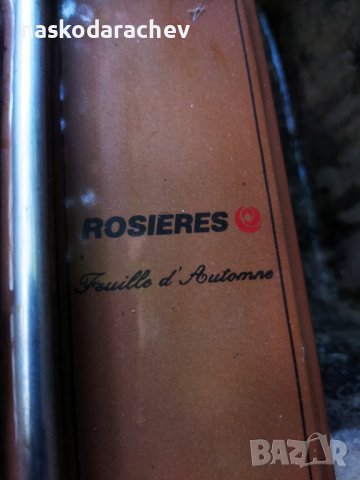 naskodarachev
ROSIERES
Feuille d'Automne
BAZAR